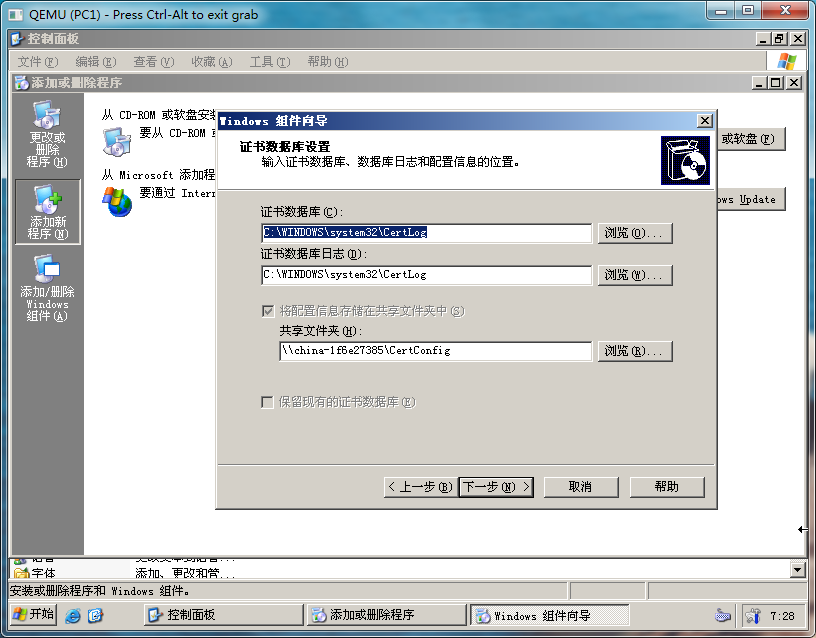 QEMU (PC1) - Press Ctrl-Alt to exit grab
控制面板
文件(F) 编辑(E) 查看(V) 收藏(A) 工具(T) 帮助(H)
添加或删除程序
更改或
删除
程序(H)
添加新
程序(N)
添加/删除
Windows
组件(A)
从 CD-ROM 或软盘安装
要从 CD-ROM
或软盘(F)
从 Microsoft 添加程
要通过 Intern
ows Update
Windows 组件向导
证书数据库设置
输入证书数据库、数据库日志和配置信息的位置。
证书数据库(C):
C:\WINDOWS\system32\CertLog
浏览(O)...
证书数据库日志(D):
C:\WINDOWS\system32\CertLog
浏览(W)...
将配置信息存储在共享文件夹中(S)
共享文件夹(H):
\\china-1f6e27385\CertConfig
浏览(R)...
保留现有的证书数据库(E)
< 上一步(B) 下一步(N) > 取消 帮助
字体 添加、更改和管...
安装或删除程序和 Windows 组件。
开始 控制面板 添加或删除程序 Windows 组件向导 7:28